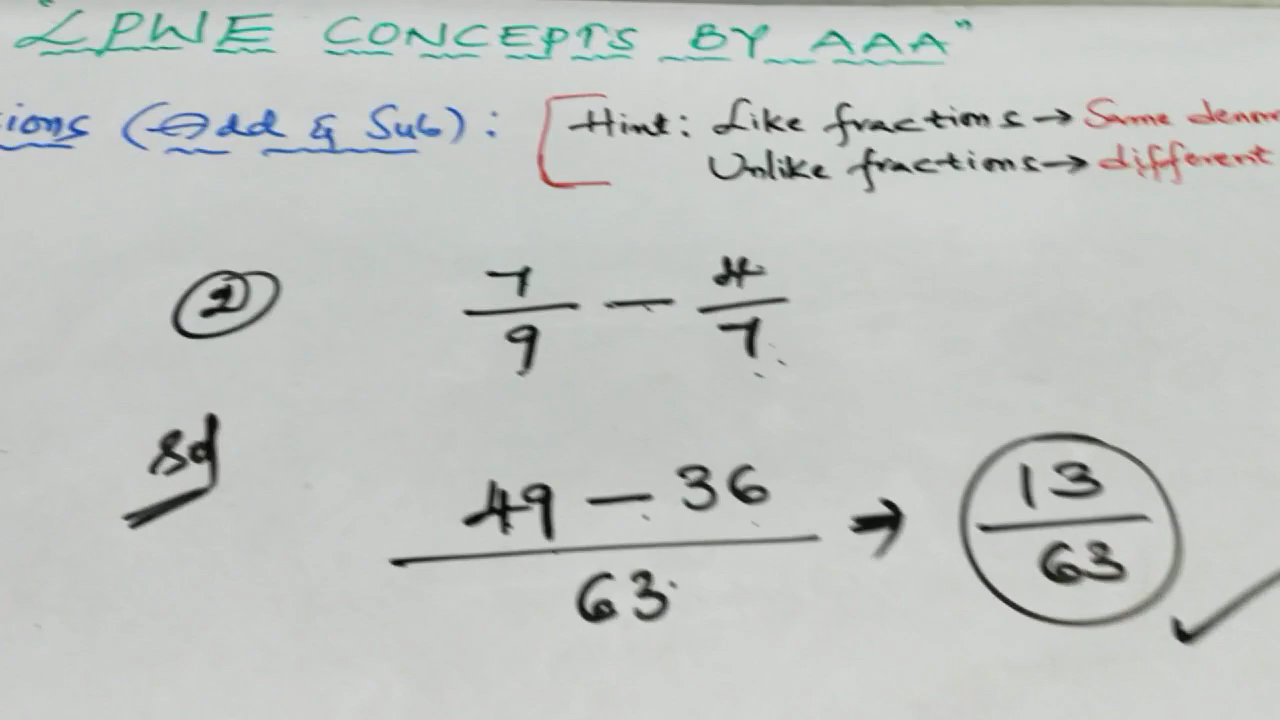 "LPWE CONCEPTS BY AAA"
ions (Add & Sub) : [Hint: Like fractions → Same denom
Unlike fractions → different
② 7/9 − 4/7
Sol
49 − 36 / 63 → 13/63 ✓